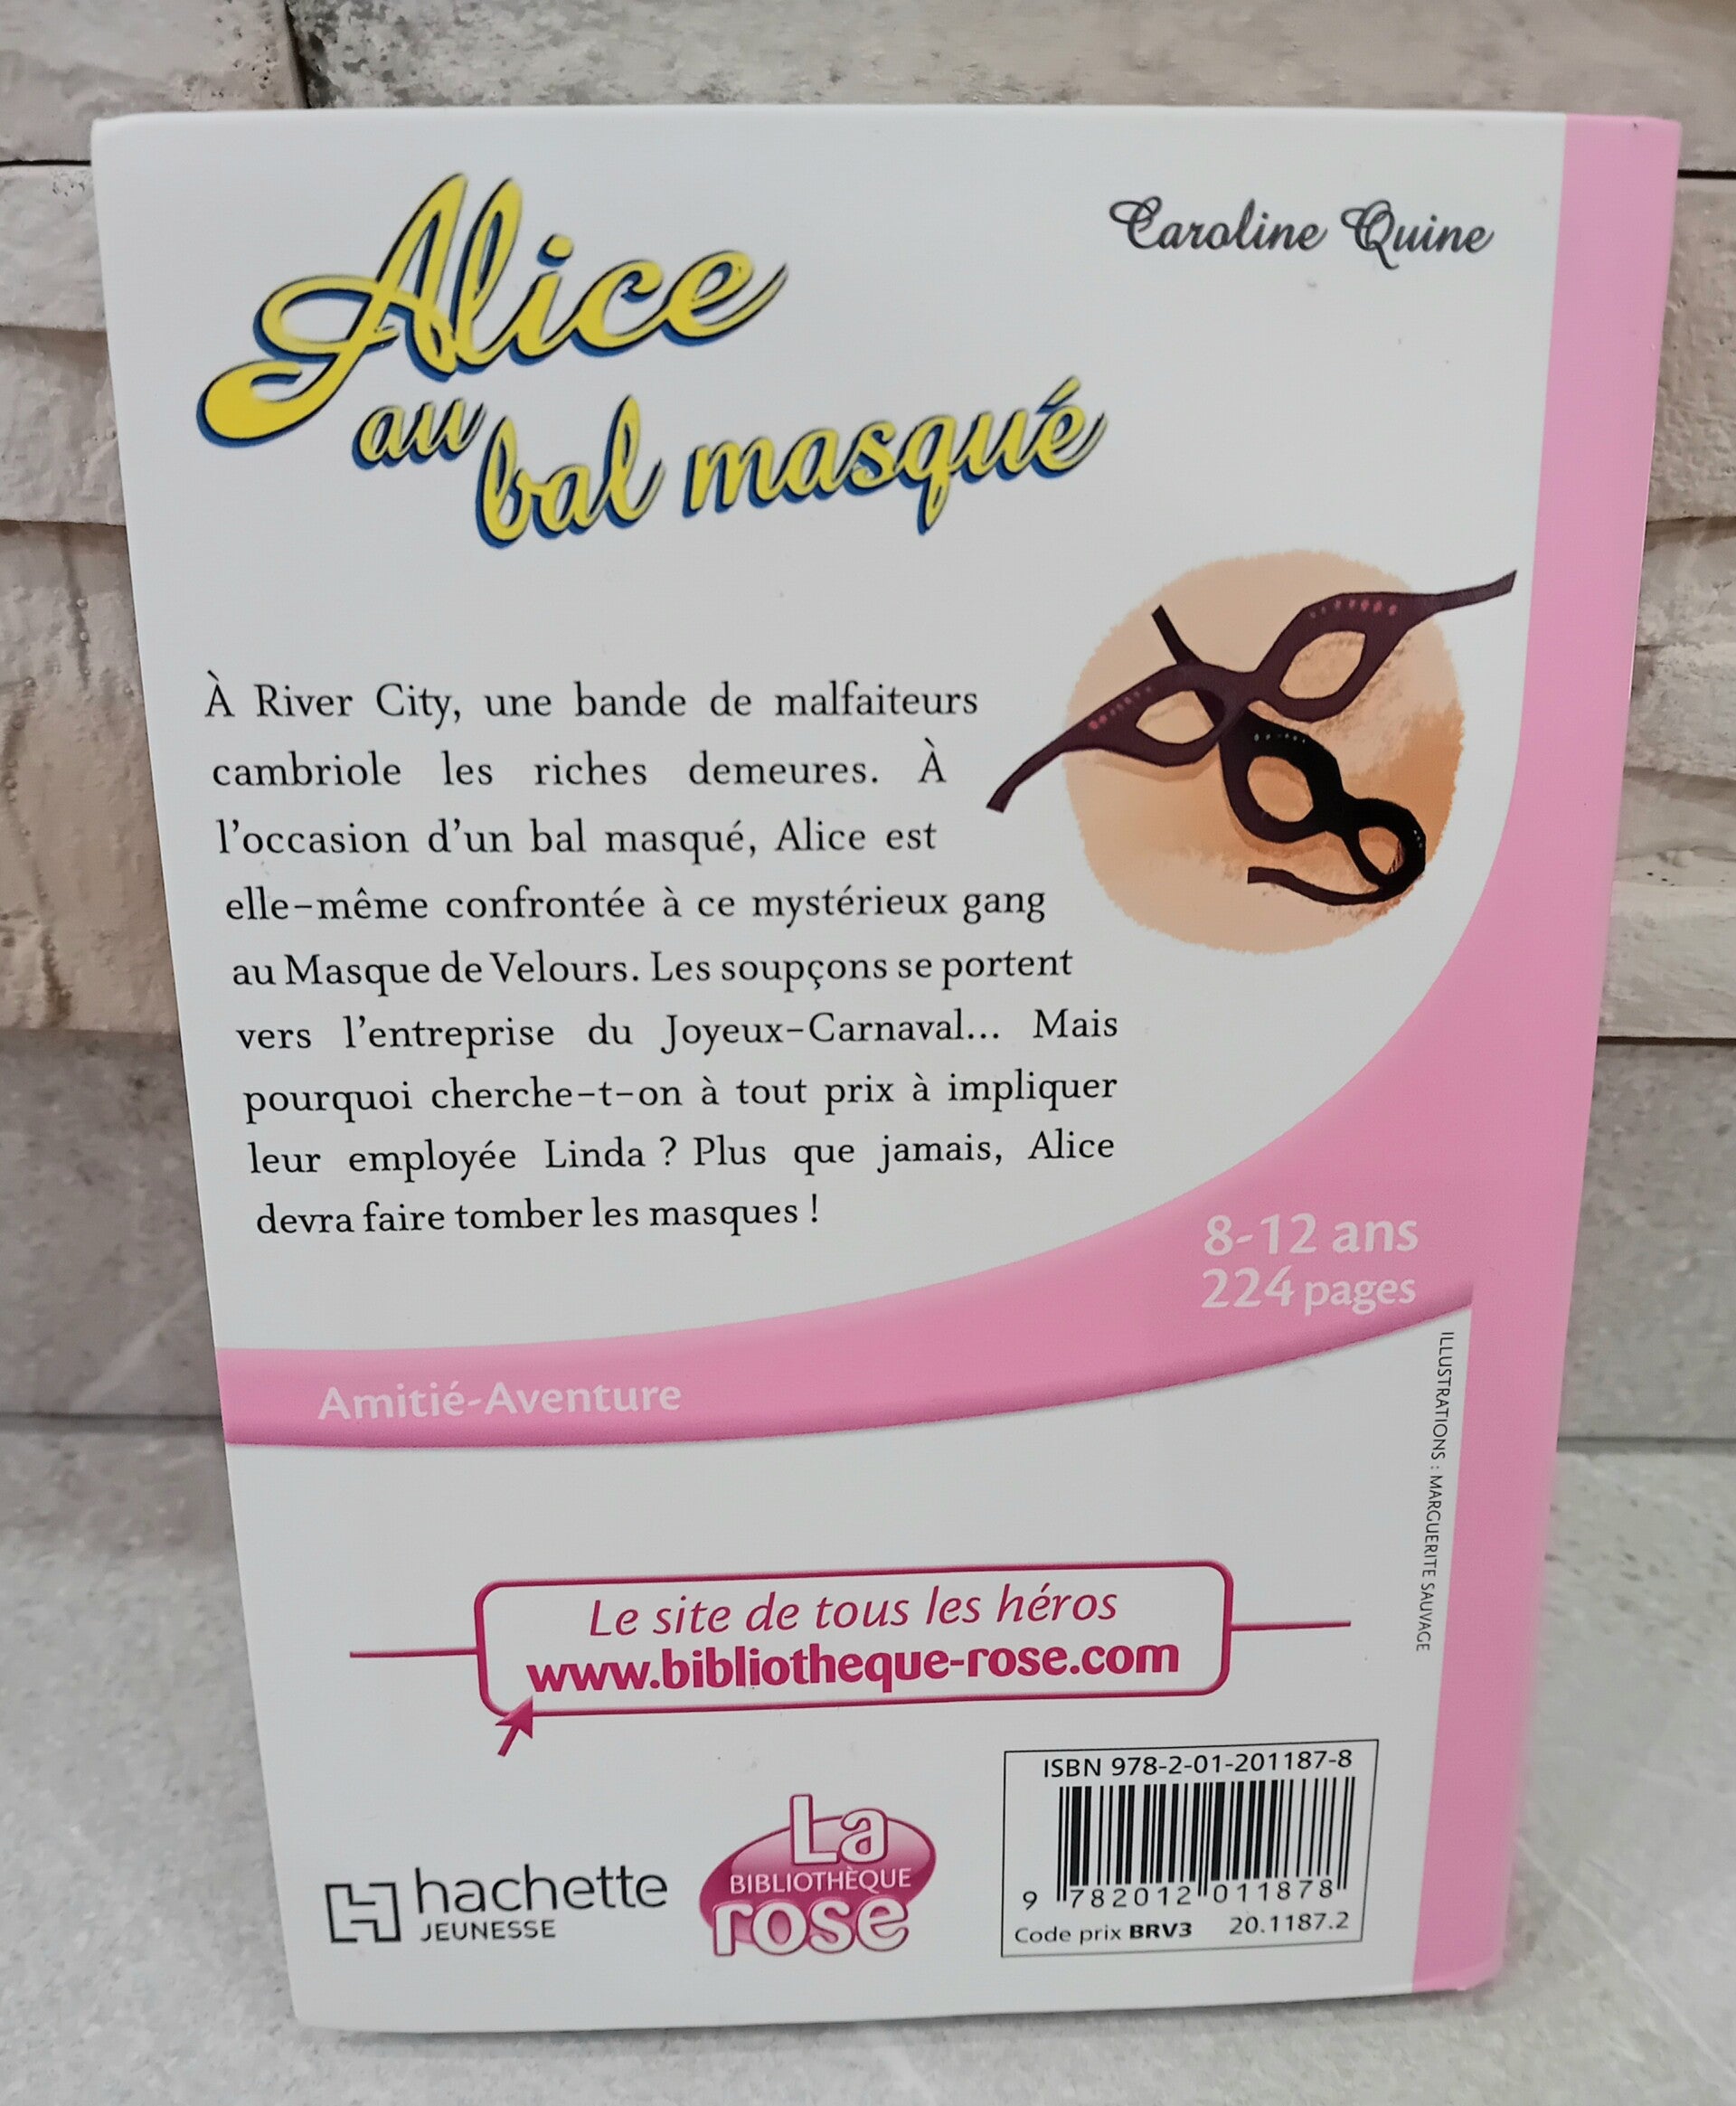 Alice
au bal masqué
Caroline Quine
À River City, une bande de malfaiteurs
cambriole les riches demeures. À
l'occasion d'un bal masqué, Alice est
elle-même confrontée à ce mystérieux gang
au Masque de Velours. Les soupçons se portent
vers l'entreprise du Joyeux-Carnaval... Mais
pourquoi cherche-t-on à tout prix à impliquer
leur employée Linda ? Plus que jamais, Alice
devra faire tomber les masques !
8-12 ans
224 pages
Amitié-Aventure
ILLUSTRATIONS : MARGUERITE SAUVAGE
Le site de tous les héros
www.bibliotheque-rose.com
hachette
JEUNESSE
La
BIBLIOTHÈQUE
rose
ISBN 978-2-01-201187-8
9 782012 011878
Code prix BRV3 20.1187.2